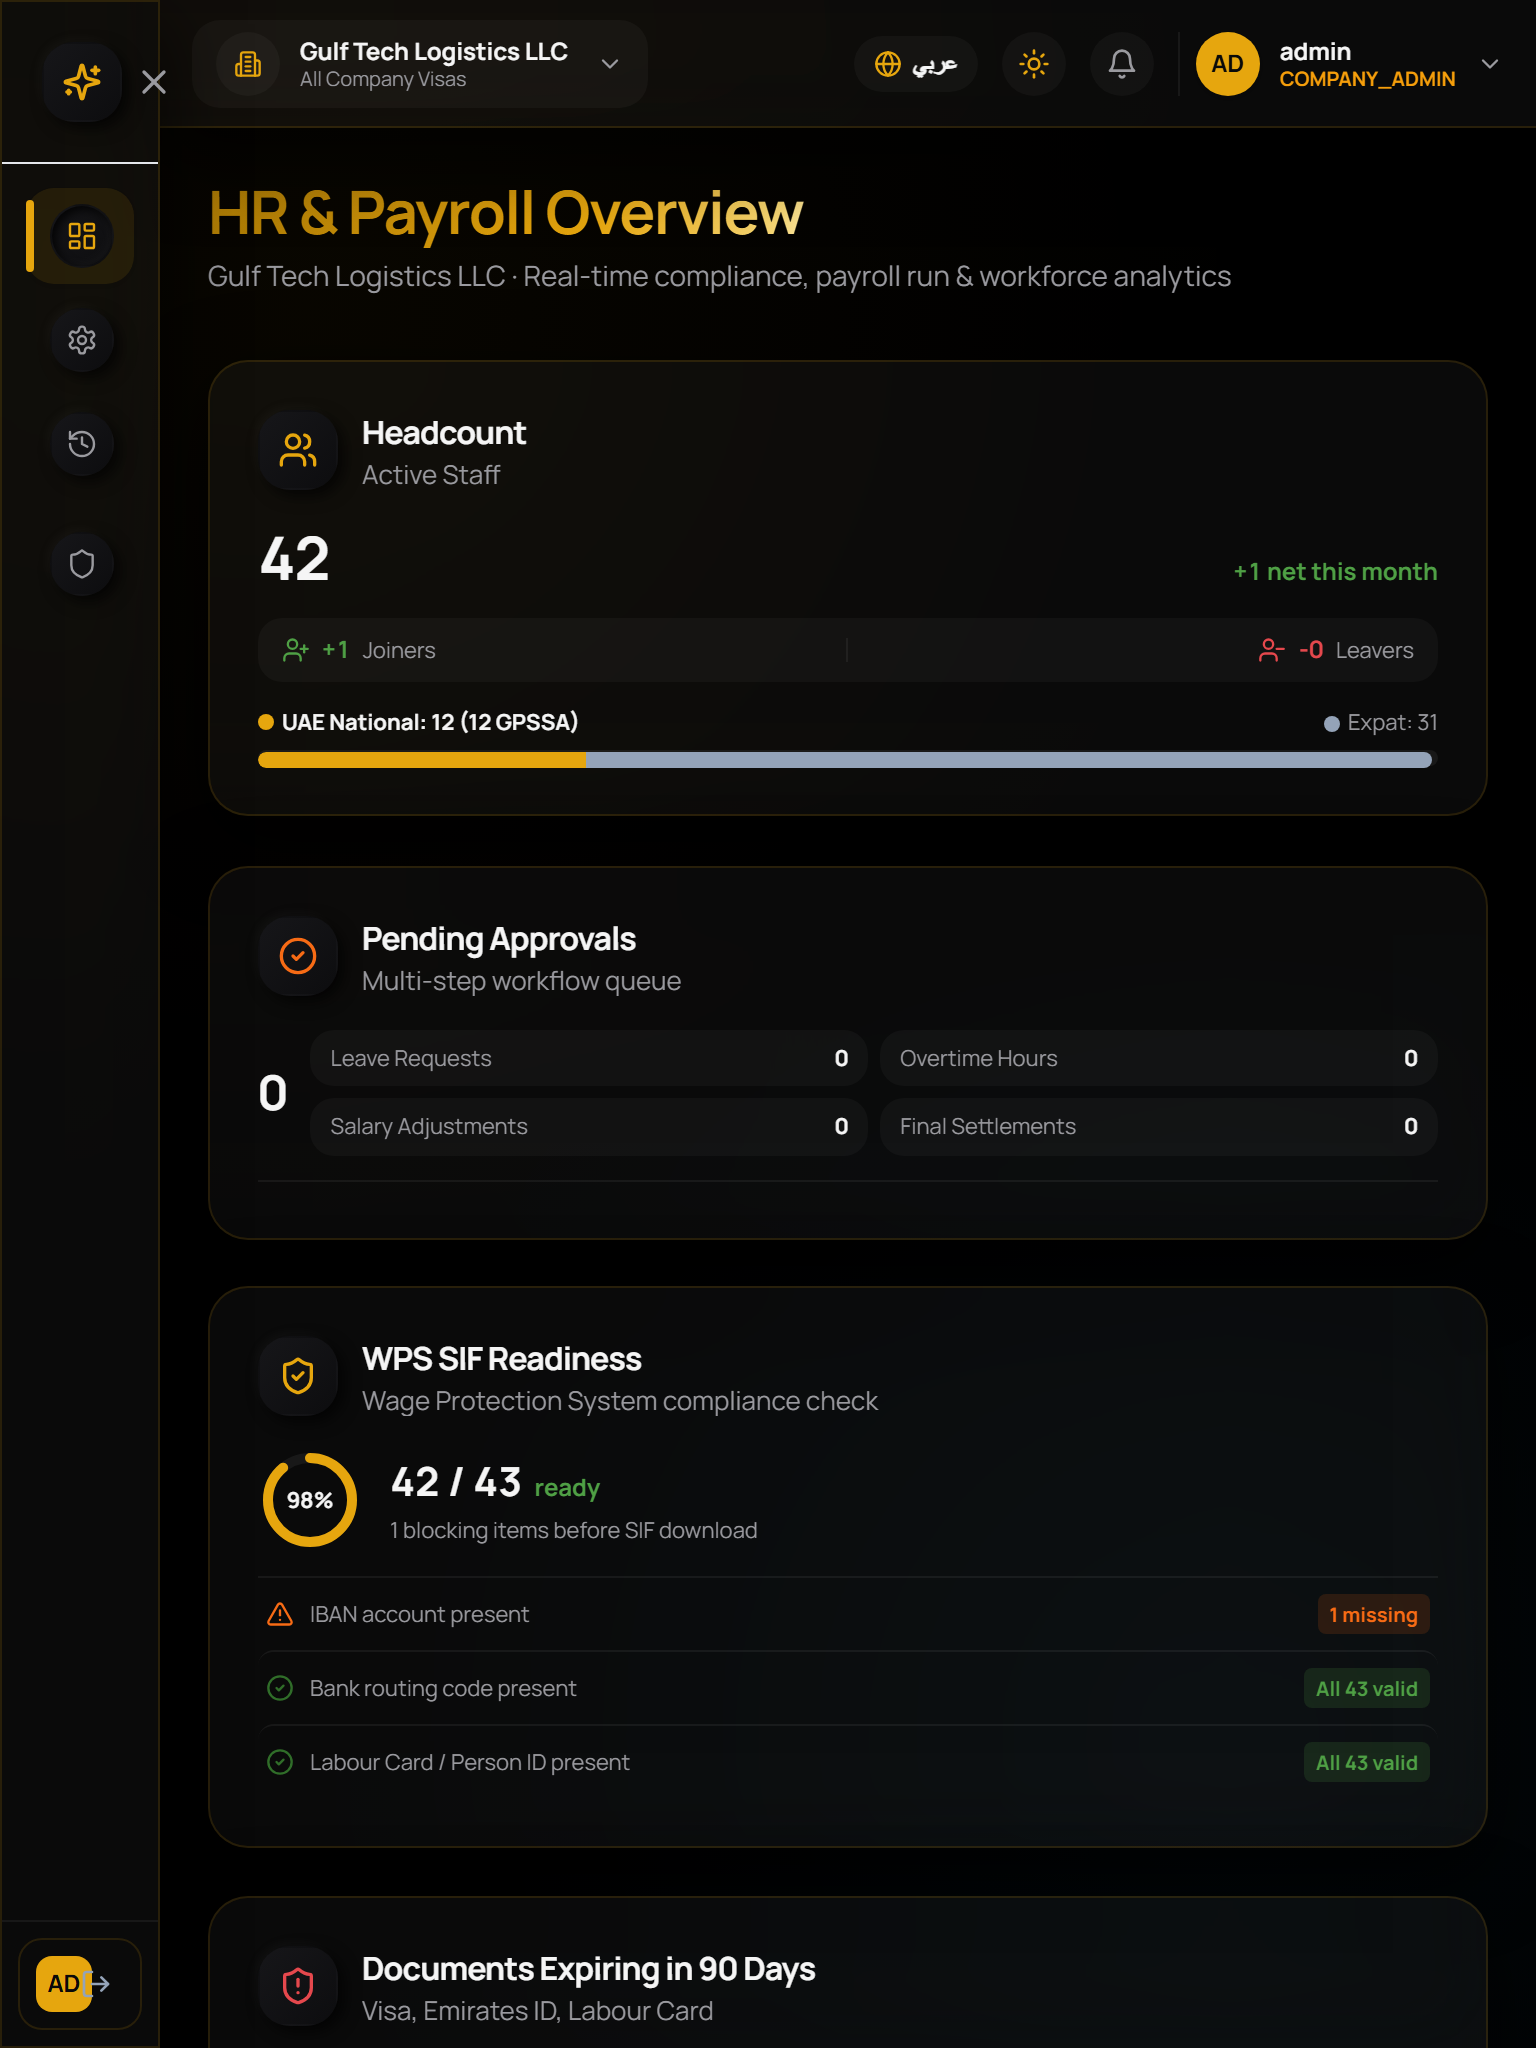 Gulf Tech Logistics LLC
All Company Visas
عربي
AD
admin
COMPANY_ADMIN
HR & Payroll Overview
Gulf Tech Logistics LLC · Real-time compliance, payroll run & workforce analytics
Headcount
Active Staff
42
+1 net this month
+1 Joiners
-0 Leavers
UAE National: 12 (12 GPSSA)
Expat: 31
Pending Approvals
Multi-step workflow queue
0
Leave Requests 0
Overtime Hours 0
Salary Adjustments 0
Final Settlements 0
WPS SIF Readiness
Wage Protection System compliance check
98%
42 / 43 ready
1 blocking items before SIF download
IBAN account present
1 missing
Bank routing code present
All 43 valid
Labour Card / Person ID present
All 43 valid
Documents Expiring in 90 Days
Visa, Emirates ID, Labour Card
AD